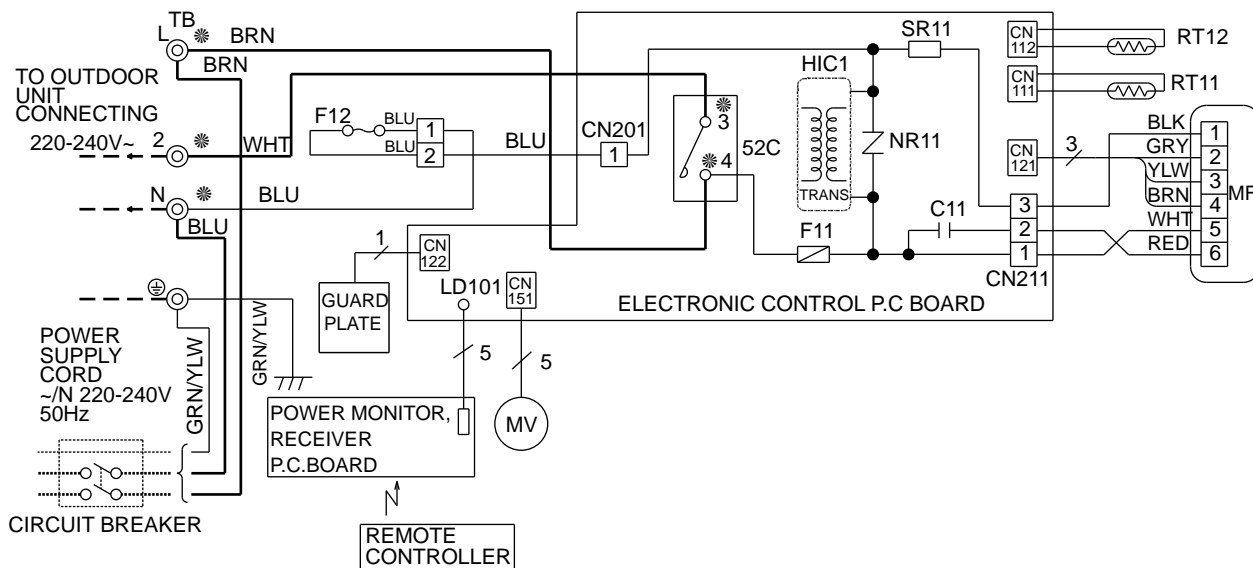 TB
L
BRN
BRN
TO OUTDOOR
UNIT
CONNECTING
220-240V~
2
WHT
N
BLU
BLU
F12
BLU
BLU
1
2
BLU
CN201
1
3
4
52C
HIC1
TRANS
SR11
NR11
F11
C11
3
2
1
CN211
CN
112
RT12
CN
111
RT11
CN
121
3
BLK
GRY
YLW
BRN
WHT
RED
1
2
3
4
5
6
MF
1
CN
122
GUARD
PLATE
LD101
CN
151
ELECTRONIC CONTROL P.C BOARD
5
5
MV
POWER
SUPPLY
CORD
~/N 220-240V
50Hz
GRN/YLW
GRN/YLW
POWER MONITOR,
RECEIVER
P.C.BOARD
CIRCUIT BREAKER
REMOTE
CONTROLLER